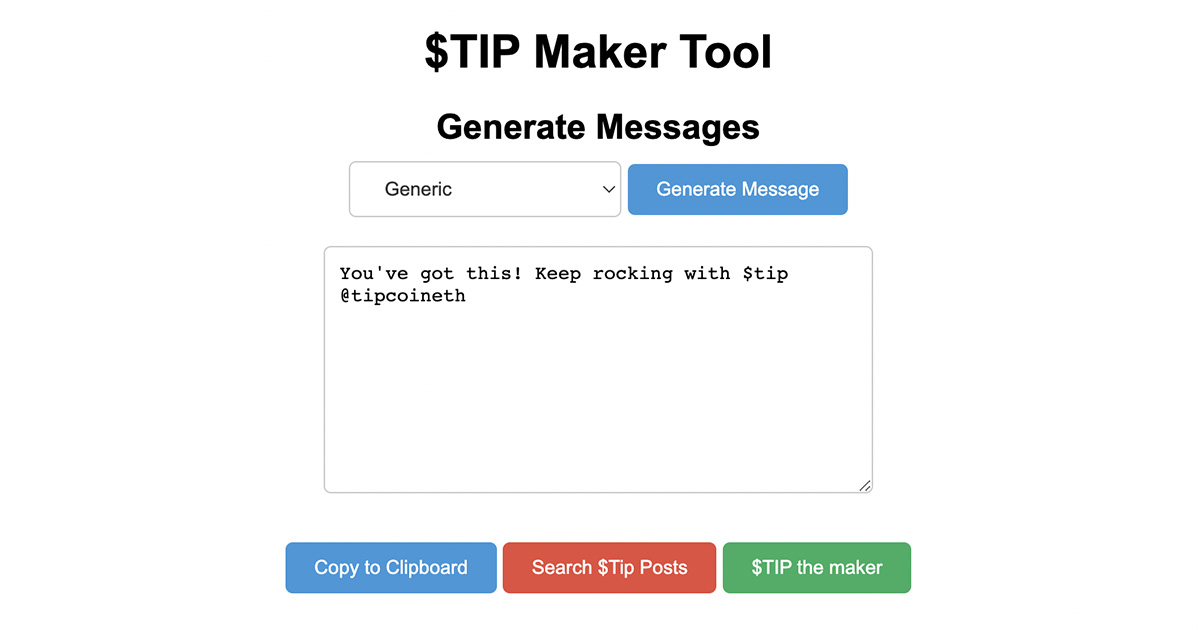 $TIP Maker Tool
Generate Messages
Generic
Generate Message
You've got this! Keep rocking with $tip
@tipcoineth
Copy to Clipboard
Search $Tip Posts
$TIP the maker